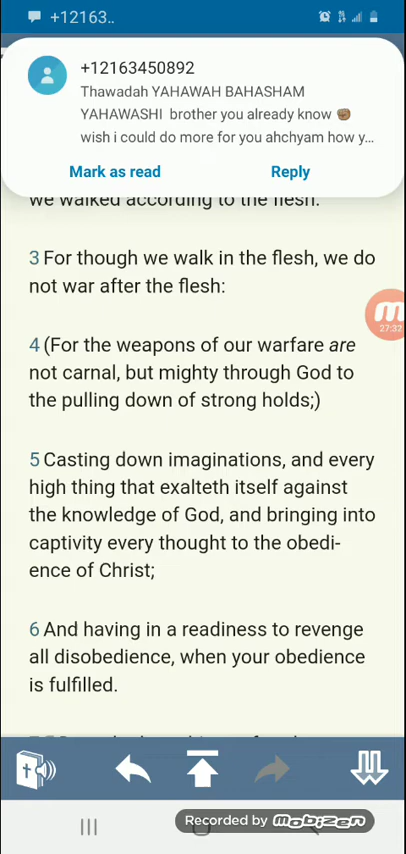 +12163..
+12163450892
Thawadah YAHAWAH BAHASHAM
YAHAWASHI brother you already know ✊🏾
wish i could do more for you ahchyam how y...
Mark as read
Reply
we walked according to the flesh.
3 For though we walk in the flesh, we do
not war after the flesh:
27:32
4 (For the weapons of our warfare are
not carnal, but mighty through God to
the pulling down of strong holds;)
5 Casting down imaginations, and every
high thing that exalteth itself against
the knowledge of God, and bringing into
captivity every thought to the obedi-
ence of Christ;
6 And having in a readiness to revenge
all disobedience, when your obedience
is fulfilled.
Recorded by mobizen